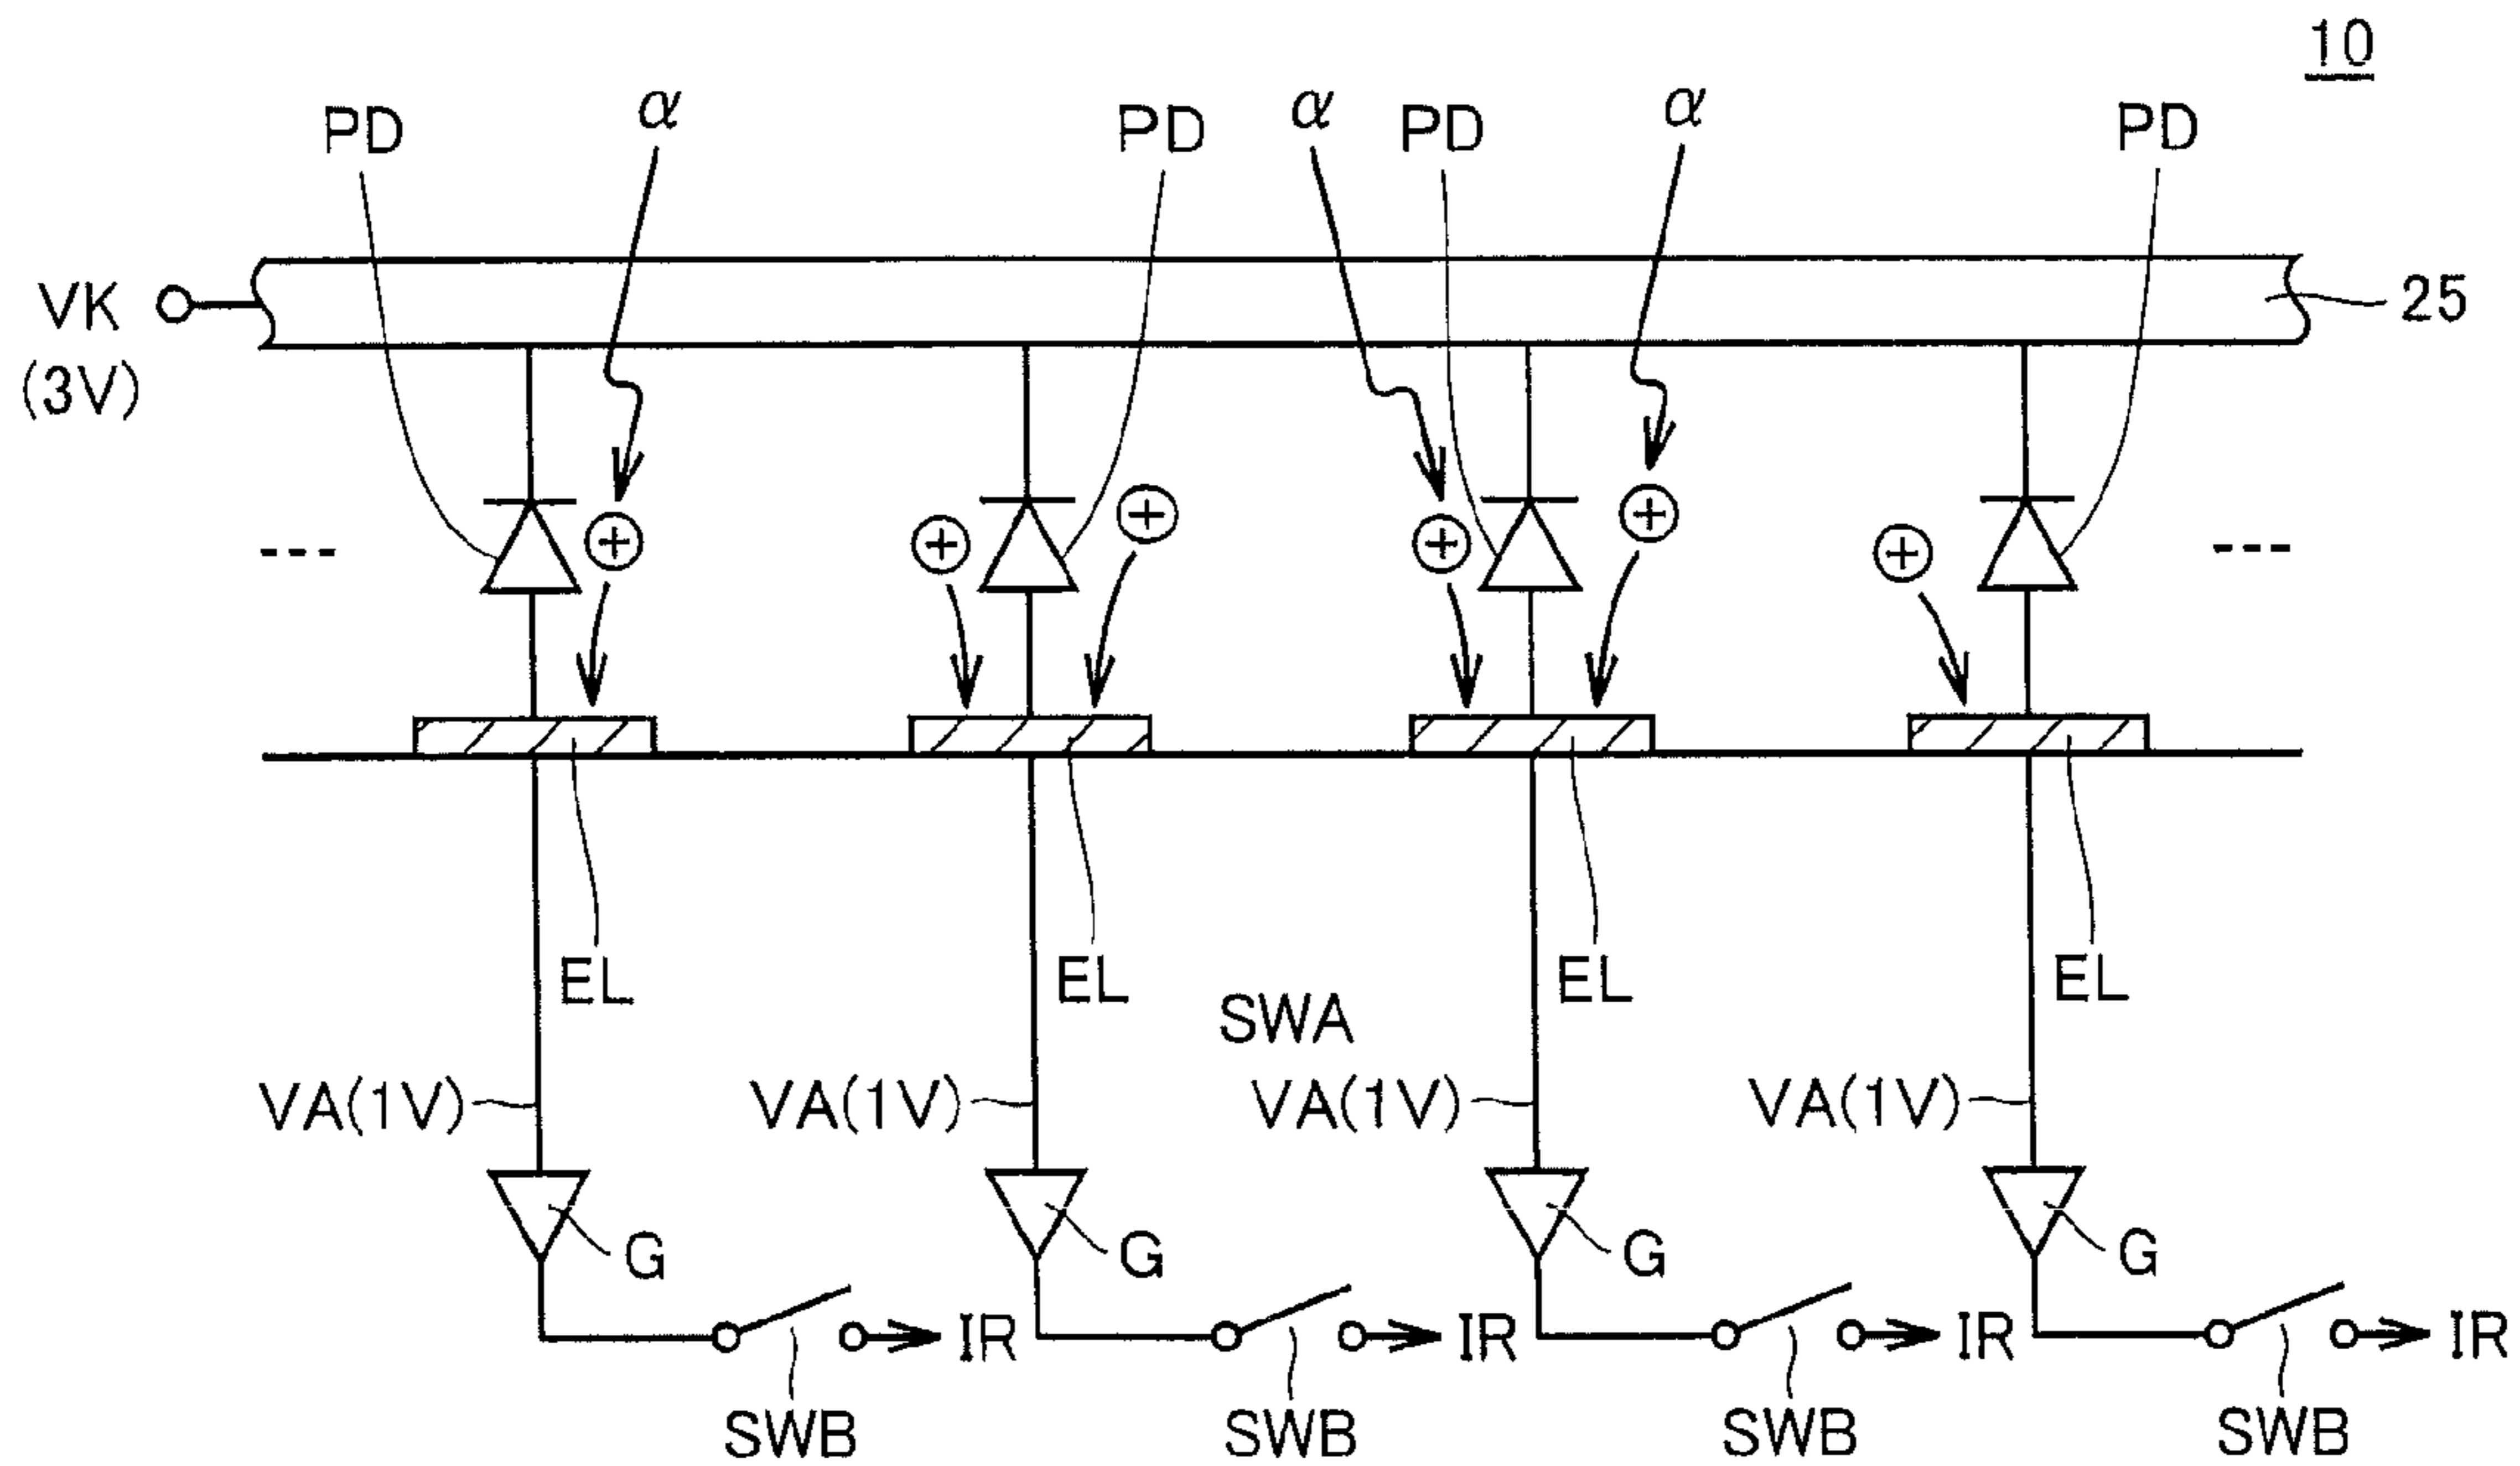 10
PD α PD α PD α PD
VK
25
(3V)
--- ---
EL EL EL EL
SWA
VA(1V) VA(1V) VA(1V) VA(1V)
G G G G
IR IR IR IR
SWB SWB SWB SWB